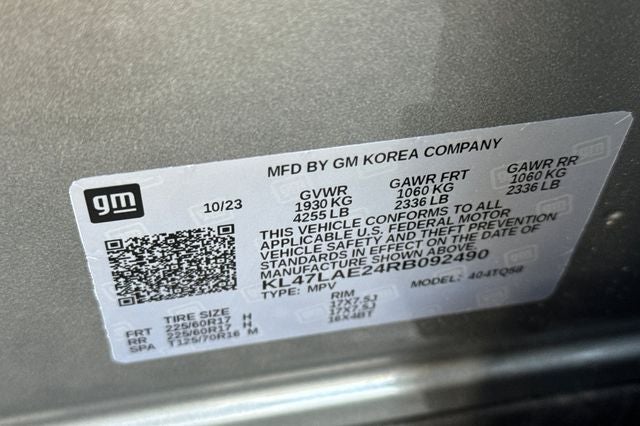 MFD BY GM KOREA COMPANY
gm
10/23
GVWR GAWR FRT GAWR RR
1930 KG 1060 KG 1060 KG
4255 LB 2336 LB 2336 LB
THIS VEHICLE CONFORMS TO ALL
APPLICABLE U.S. FEDERAL MOTOR
VEHICLE SAFETY AND THEFT PREVENTION
STANDARDS IN EFFECT ON THE DATE OF
MANUFACTURE SHOWN ABOVE.
KL47LAE24RB092490
TYPE: MPV MODEL: 404TQ58
TIRE SIZE RIM
FRT 225/60R17 H 17X7.5J
RR 225/60R17 H 17X7.5J
SPA T125/70R16 M 16X4BT